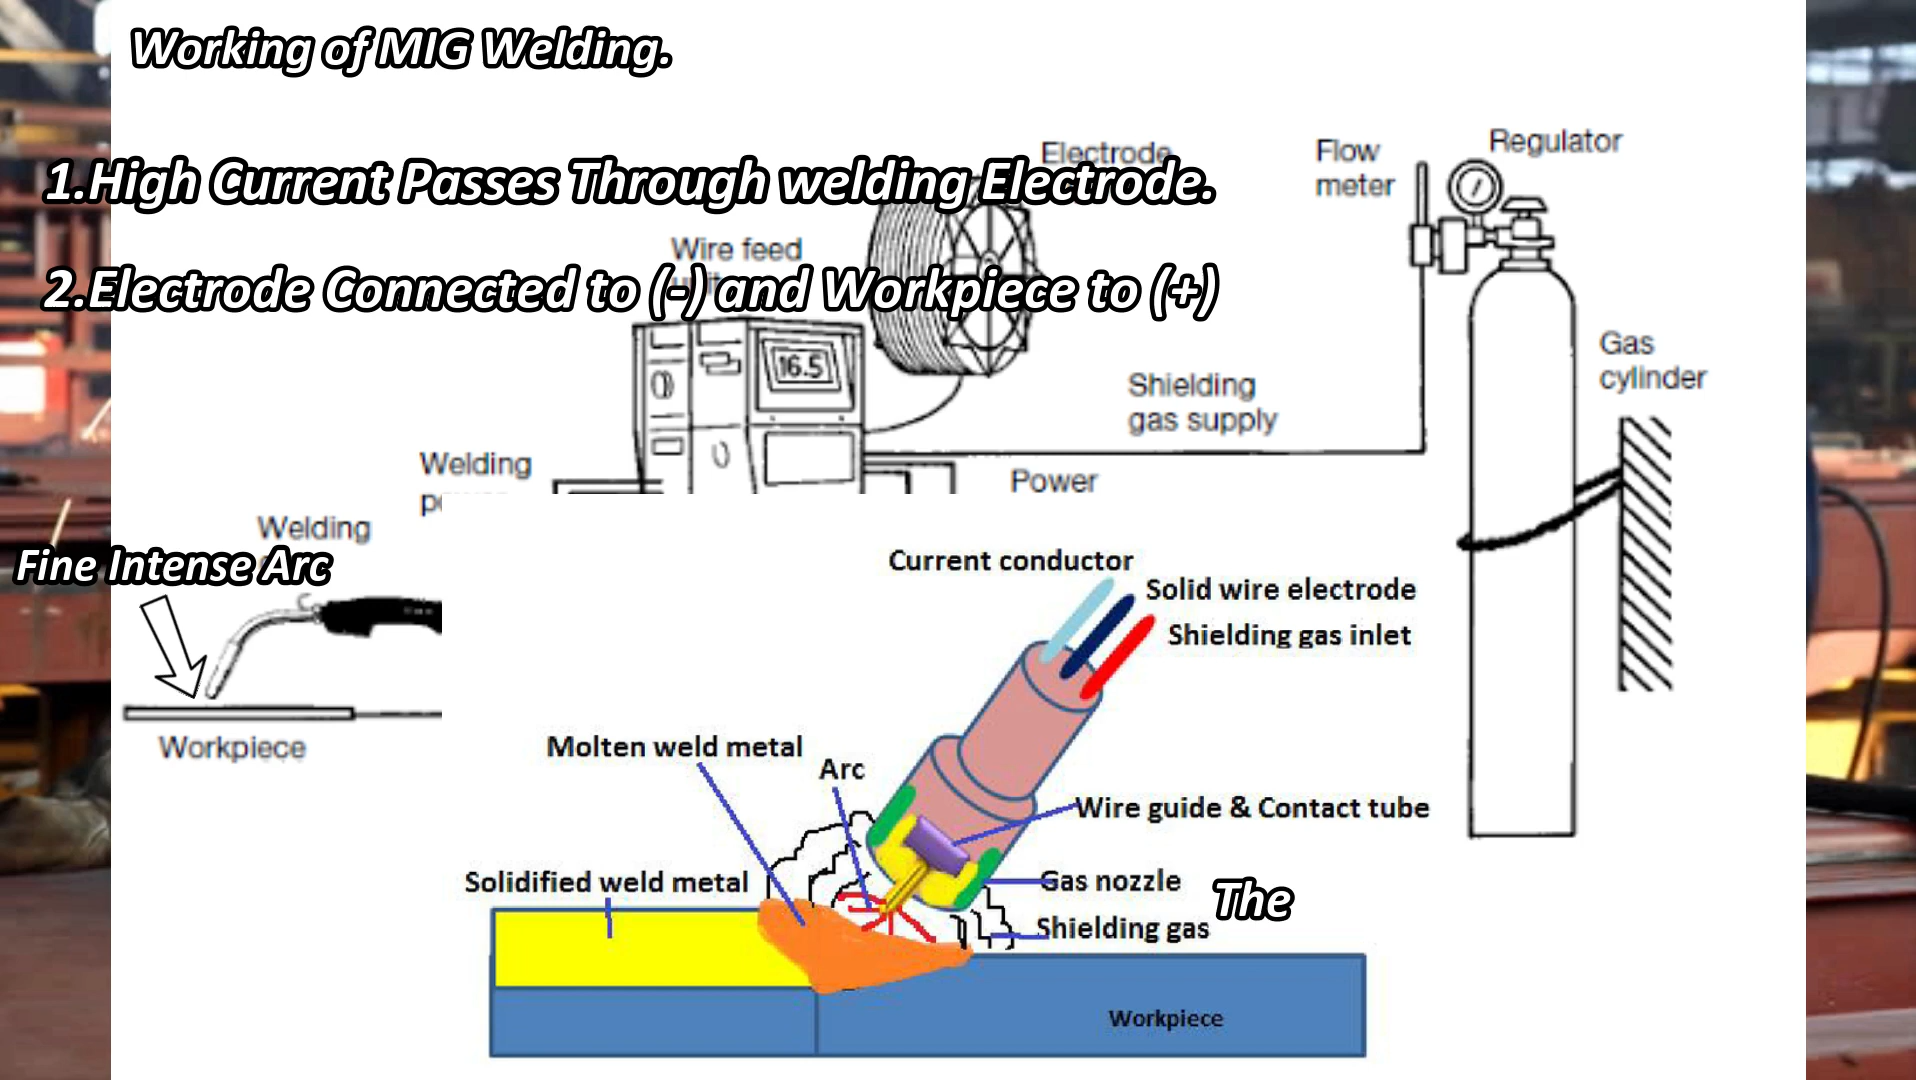 Working of MIG Welding.
1.High Current Passes Through welding Electrode.
2.Electrode Connected to (-) and Workpiece to (+)
Electrode
Flow
meter
Regulator
Wire feed
16.5
Gas
cylinder
Shielding
gas supply
Welding
Power
Welding
Fine Intense Arc
Workpiece
Current conductor
Solid wire electrode
Shielding gas inlet
Molten weld metal
Arc
Wire guide & Contact tube
Solidified weld metal
Gas nozzle
The
Shielding gas
Workpiece